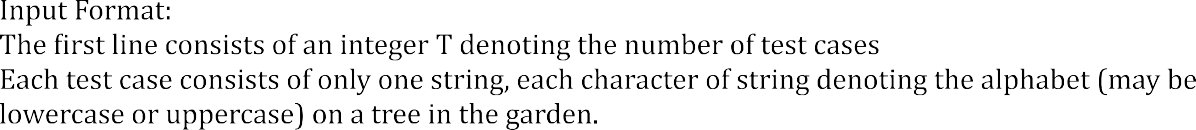 Input Format:
The first line consists of an integer T denoting the number of test cases
Each test case consists of only one string, each character of string denoting the alphabet (may be
lowercase or uppercase) on a tree in the garden.